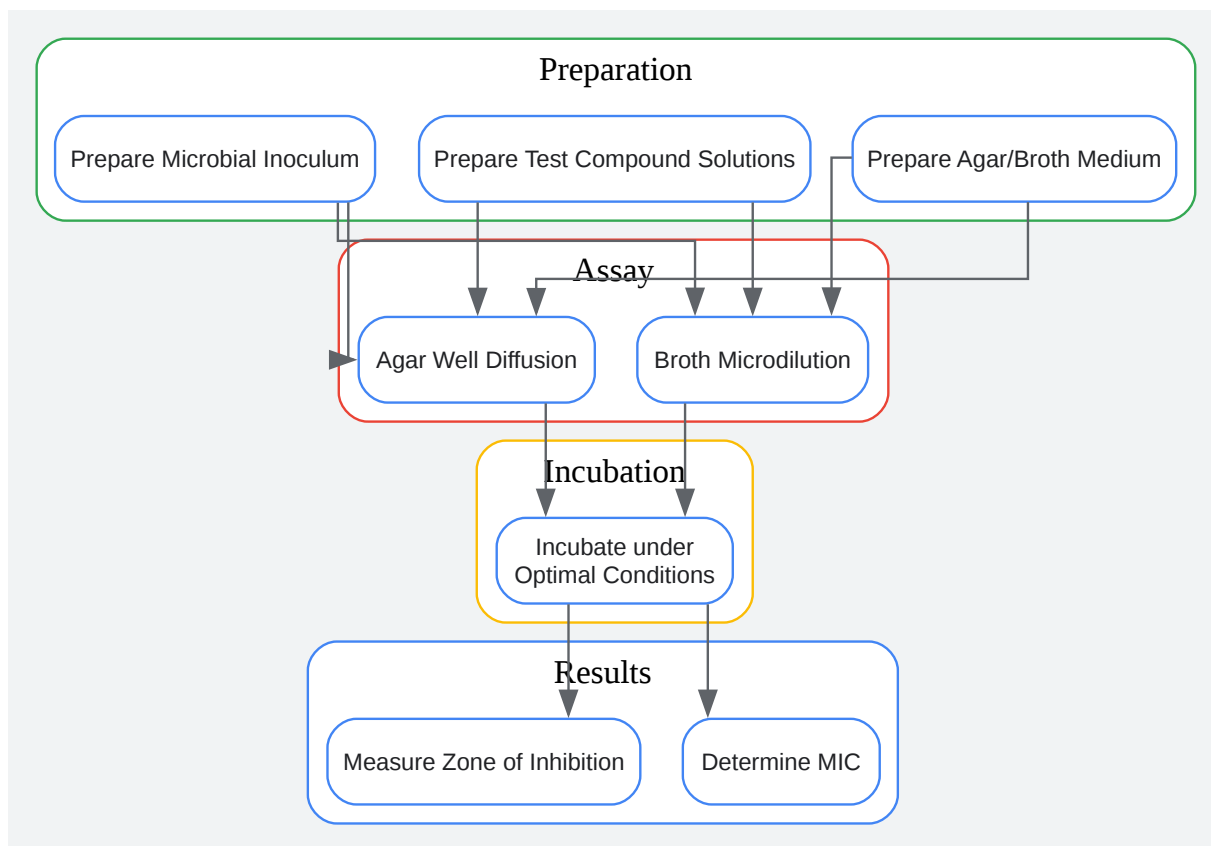 Preparation
Prepare Microbial Inoculum
Prepare Test Compound Solutions
Prepare Agar/Broth Medium
Assay
Agar Well Diffusion
Broth Microdilution
Incubation
Incubate under
Optimal Conditions
Results
Measure Zone of Inhibition
Determine MIC